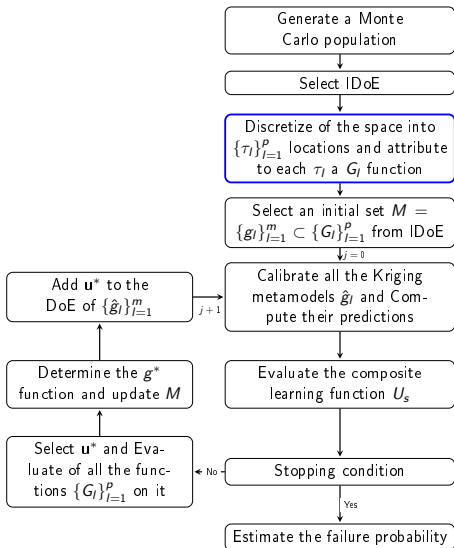 Generate a Monte
Carlo population
Select IDoE
Discretize of the space into
{τ_l}_{l=1}^p locations and attribute
to each τ_l a G_l function
Select an initial set M =
{g_l}_{l=1}^m ⊂ {G_l}_{l=1}^p from IDoE
j=0
Calibrate all the Kriging
metamodels ĝ_l and Com-
pute their predictions
Evaluate the composite
learning function U_s
Stopping condition
Yes
Estimate the failure probability
No
Select u* and Eva-
luate of all the func-
tions {G_l}_{l=1}^p on it
Determine the g*
function and update M
Add u* to the
DoE of {ĝ_l}_{l=1}^m
j+1